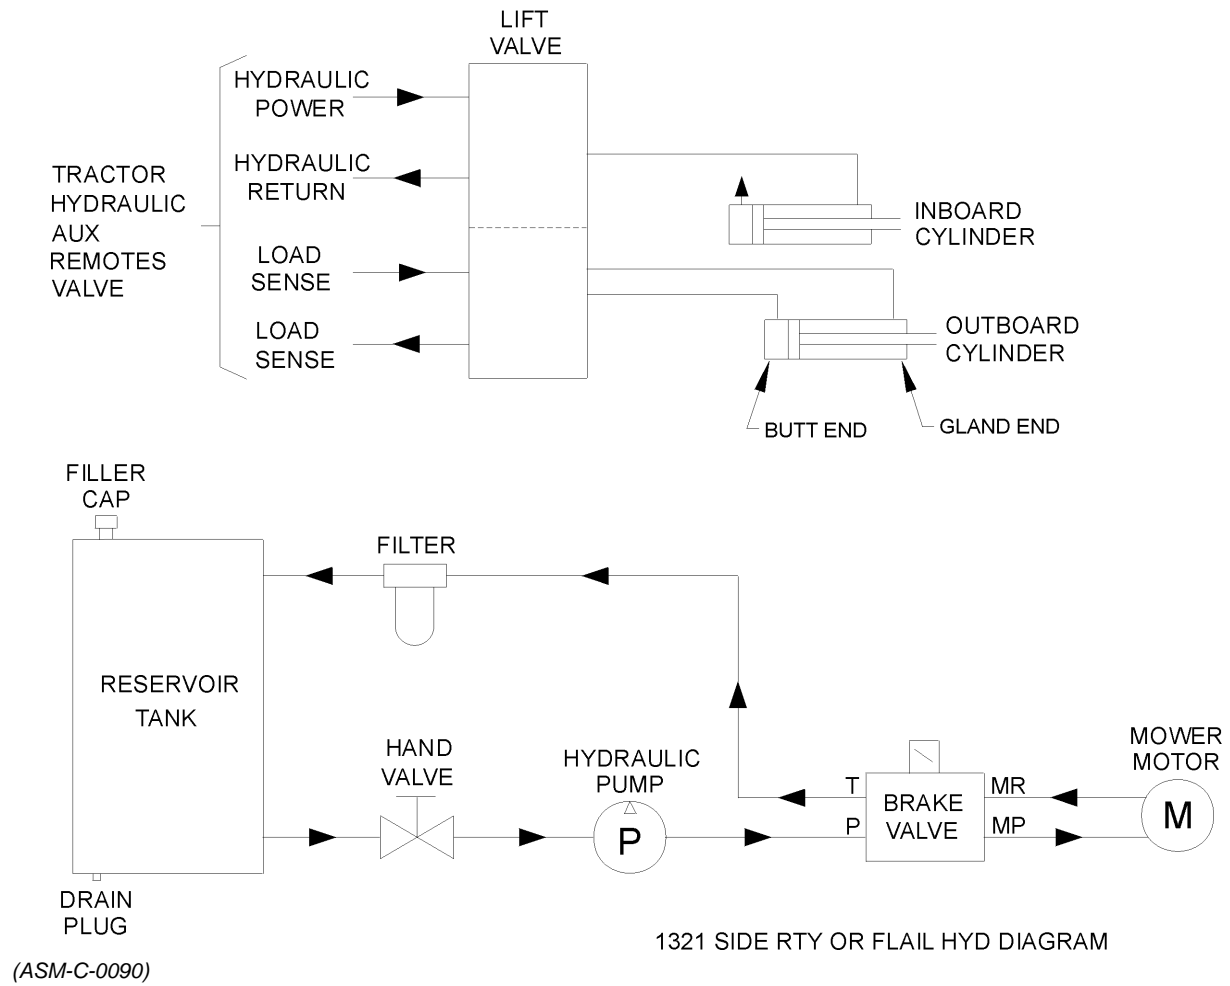 LIFT
VALVE
HYDRAULIC
POWER
HYDRAULIC
RETURN
TRACTOR
HYDRAULIC
AUX
REMOTES
VALVE
LOAD
SENSE
LOAD
SENSE
INBOARD
CYLINDER
OUTBOARD
CYLINDER
BUTT END
GLAND END
FILLER
CAP
FILTER
RESERVOIR
TANK
HAND
VALVE
HYDRAULIC
PUMP
P
T
P
BRAKE
VALVE
MR
MP
MOWER
MOTOR
M
DRAIN
PLUG
1321 SIDE RTY OR FLAIL HYD DIAGRAM
(ASM-C-0090)